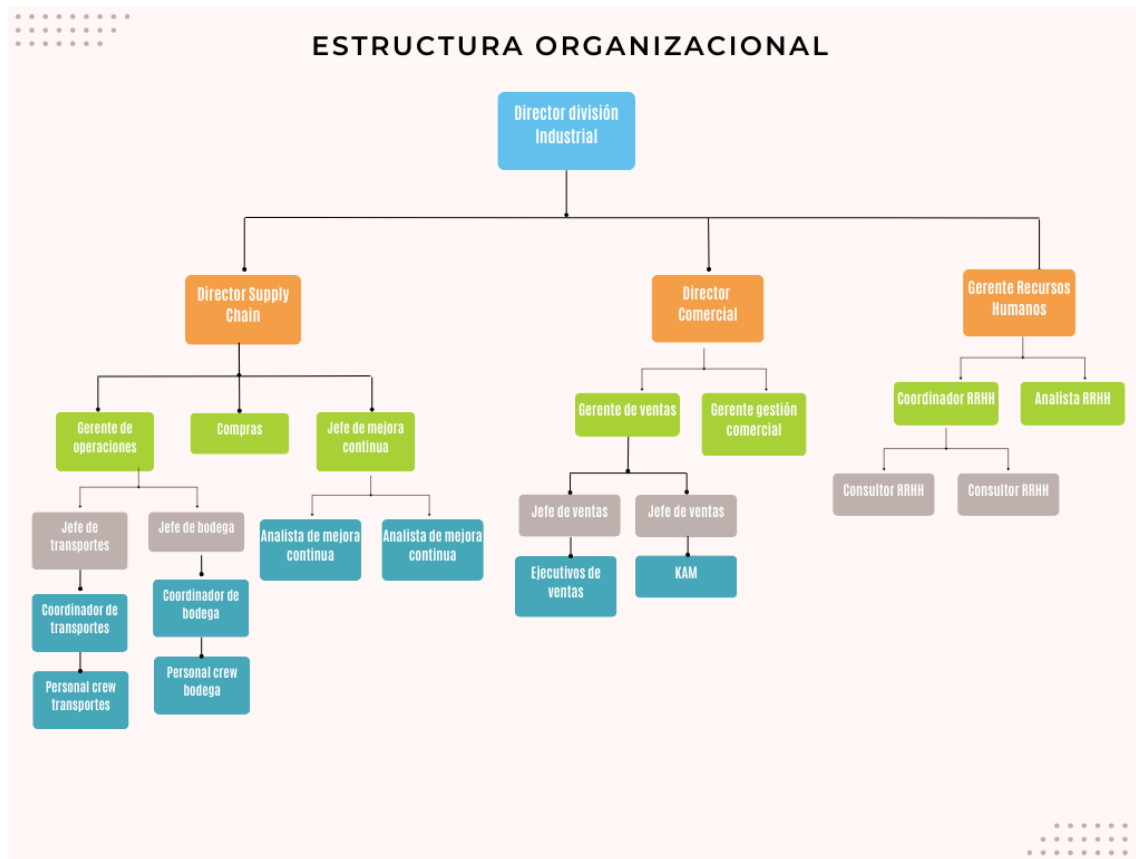 ESTRUCTURA ORGANIZACIONAL
Director división
Industrial
Director Supply
Chain
Director
Comercial
Gerente Recursos
Humanos
Gerente de
operaciones
Compras
Jefe de mejora
continua
Gerente de ventas
Gerente gestión
comercial
Coordinador RRHH
Analista RRHH
Jefe de
transportes
Jefe de bodega
Analista de mejora
continua
Analista de mejora
continua
Jefe de ventas
Jefe de ventas
Consultor RRHH
Consultor RRHH
Coordinador de
transportes
Coordinador de
bodega
Ejecutivos de
ventas
KAM
Personal crew
transportes
Personal crew
bodega